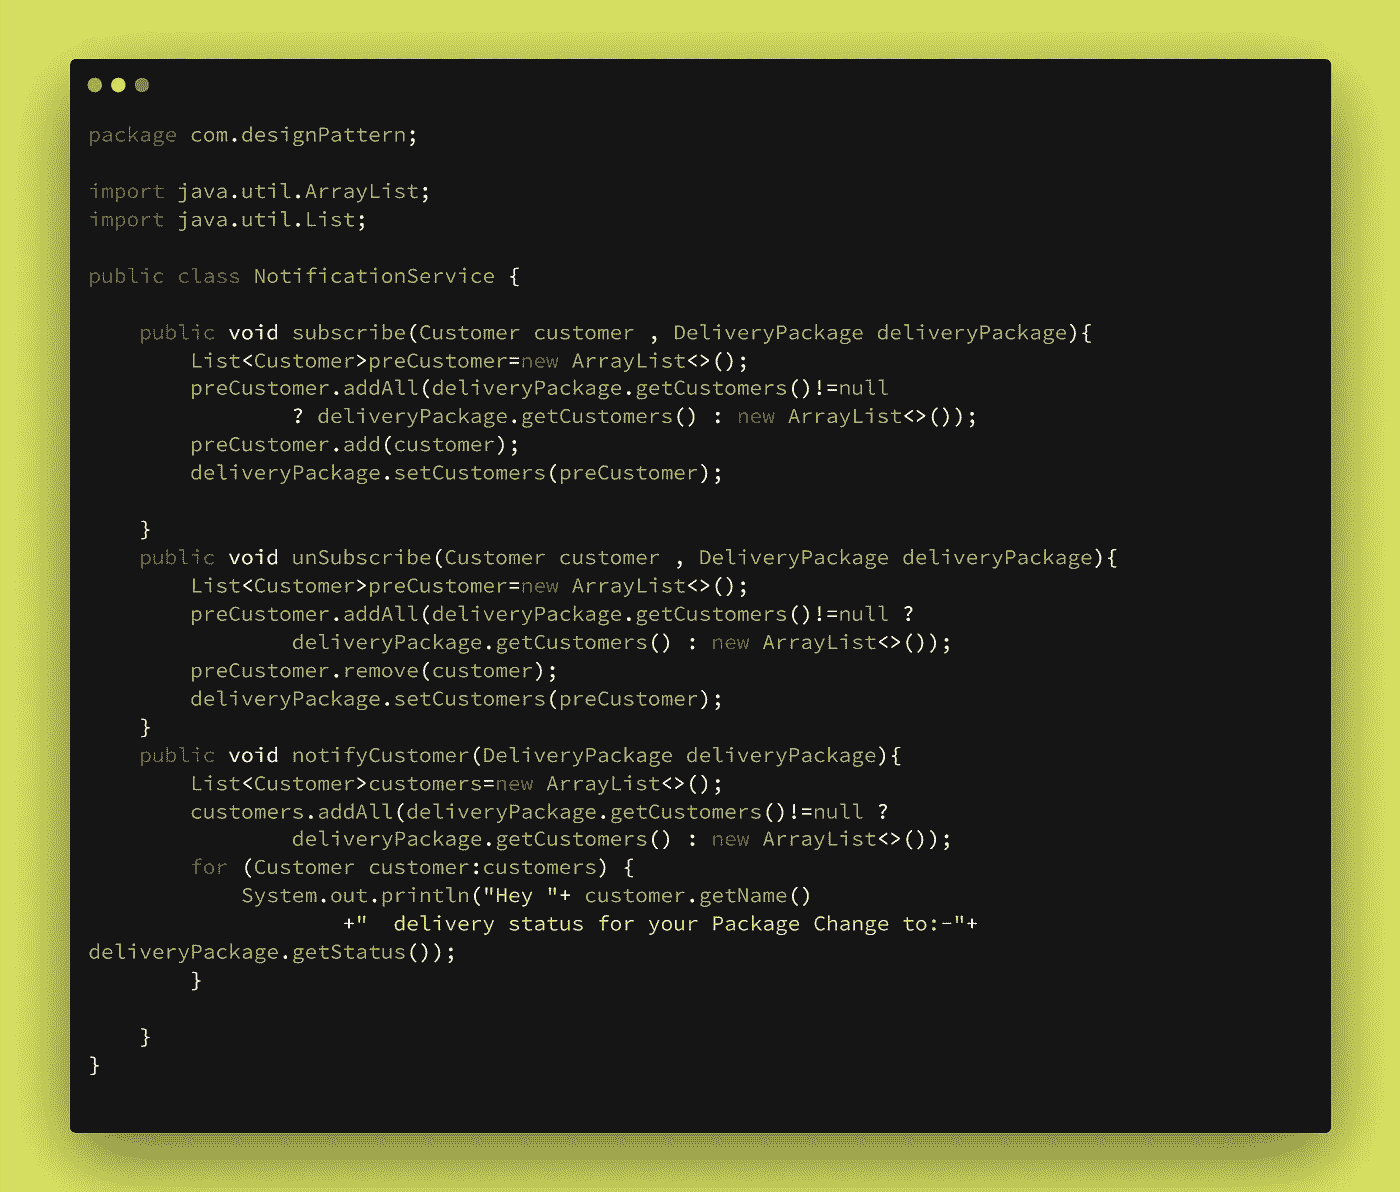 package com.designPattern;
import java.util.ArrayList;
import java.util.List;
public class NotificationService {
    public void subscribe(Customer customer , DeliveryPackage deliveryPackage){
        List<Customer>preCustomer=new ArrayList<>();
        preCustomer.addAll(deliveryPackage.getCustomers()!=null
                ? deliveryPackage.getCustomers() : new ArrayList<>());
        preCustomer.add(customer);
        deliveryPackage.setCustomers(preCustomer);
    }
    public void unSubscribe(Customer customer , DeliveryPackage deliveryPackage){
        List<Customer>preCustomer=new ArrayList<>();
        preCustomer.addAll(deliveryPackage.getCustomers()!=null ?
                deliveryPackage.getCustomers() : new ArrayList<>());
        preCustomer.remove(customer);
        deliveryPackage.setCustomers(preCustomer);
    }
    public void notifyCustomer(DeliveryPackage deliveryPackage){
        List<Customer>customers=new ArrayList<>();
        customers.addAll(deliveryPackage.getCustomers()!=null ?
                deliveryPackage.getCustomers() : new ArrayList<>());
        for (Customer customer:customers) {
            System.out.println("Hey "+ customer.getName()
                    +"  delivery status for your Package Change to:-"+
deliveryPackage.getStatus());
        }
    }
}